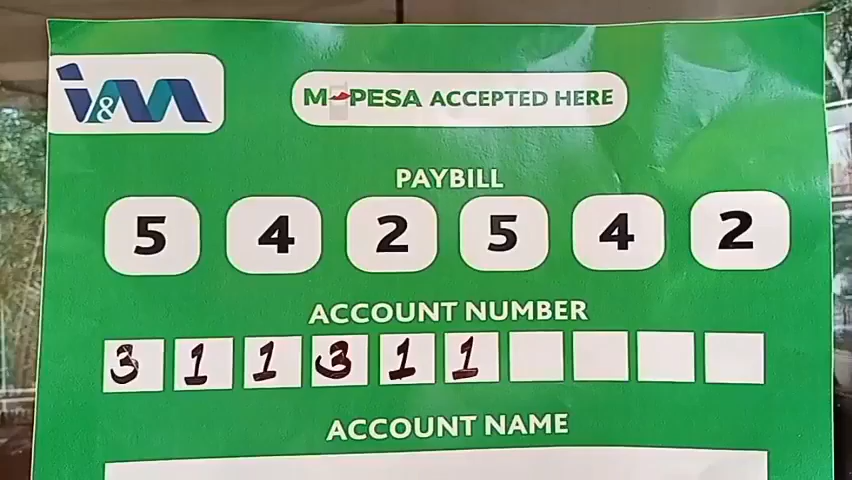 I&M
M-PESA ACCEPTED HERE
PAYBILL
5 4 2 5 4 2
ACCOUNT NUMBER
3 1 1 3 1 1
ACCOUNT NAME